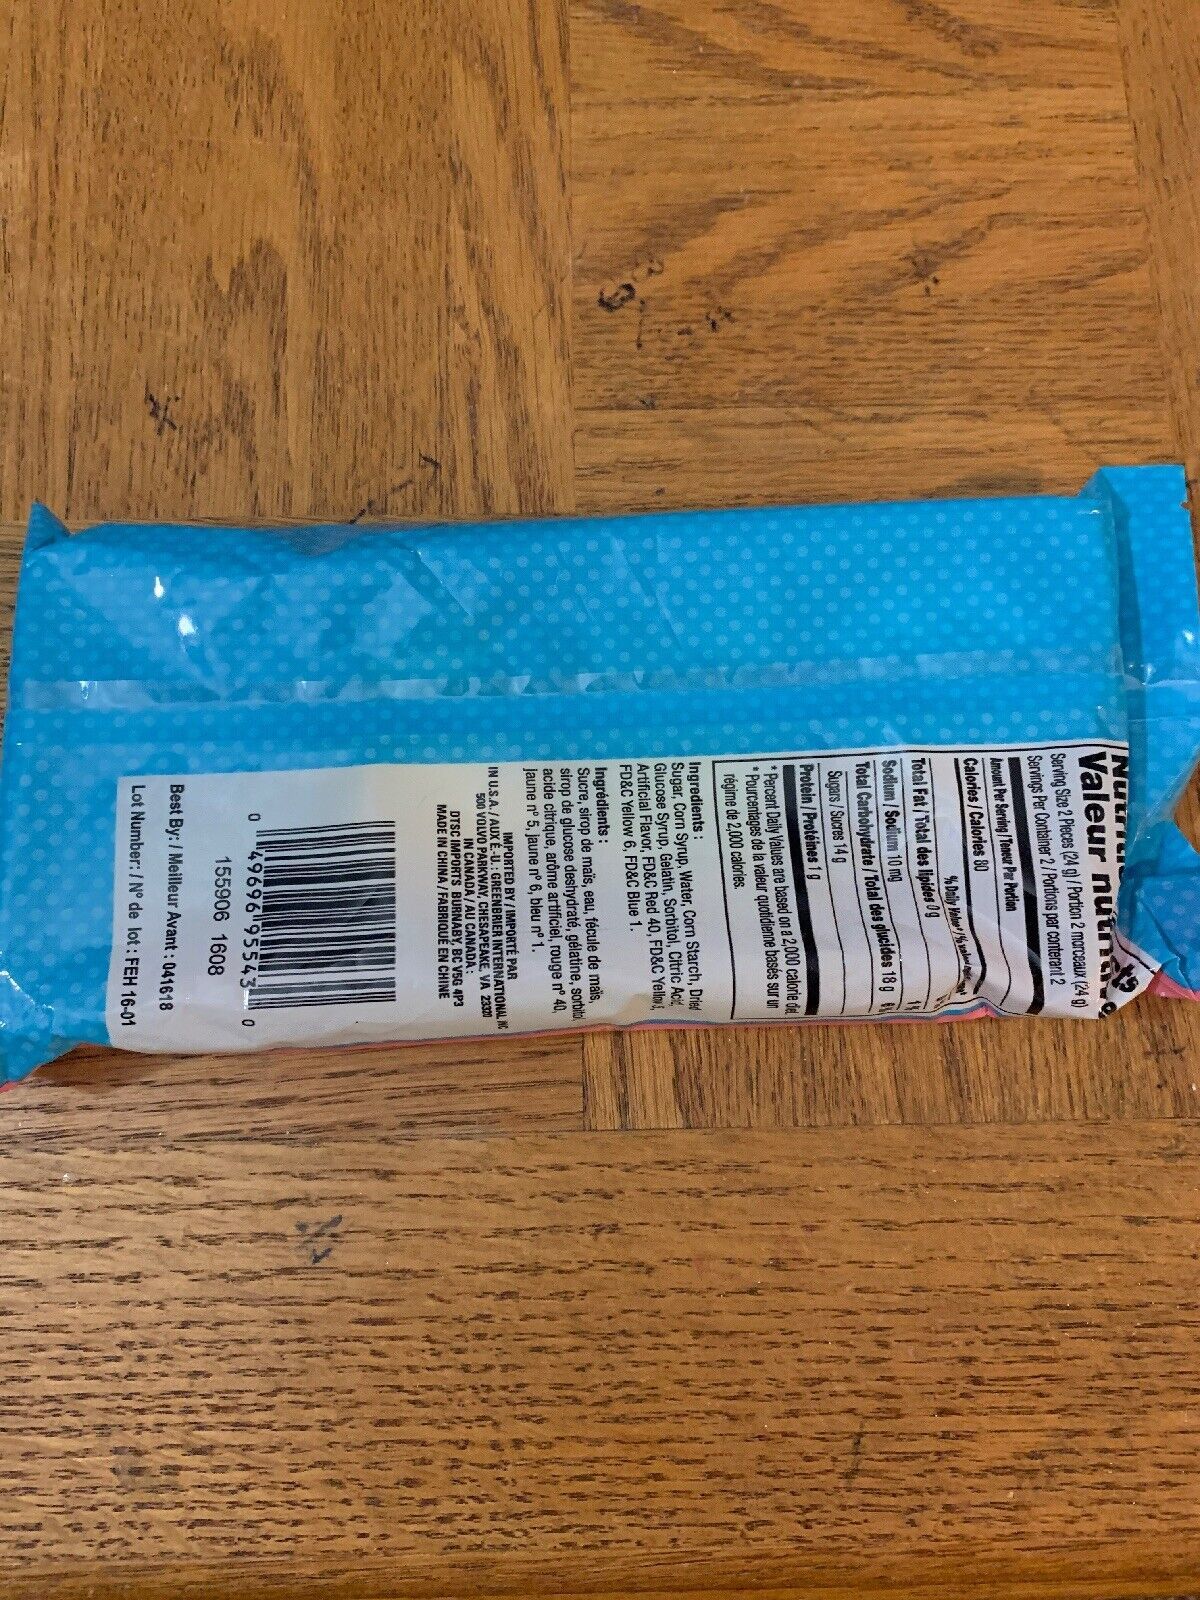 Valeur
Serving Size 2 Pieces (24 g) / Portion 2 morceaux (24 g)
Servings Per Container 2 / Portions par contenant 2
Amount Per Serving / Teneur Par Portion
Calories / Calories 80
% Daily Value*
Total Fat / Total des lipides 0 g
Sodium / Sodium 10 mg
Total Carbohydrate / Total des glucides 18 g
Sugars / Sucres 14 g
Protein / Protéines 1 g
* Percent Daily Values are based on a 2,000 calorie
* Pourcentages de la valeur quotidienne basés sur un
régime de 2,000 calories.
Ingredients :
Sugar, Corn Syrup, Water, Corn Starch, Dried
Glucose Syrup, Gelatin, Sorbitol, Citric Acid,
Artificial Flavor, FD&C Red 40, FD&C Yellow
FD&C Yellow 6, FD&C Blue 1.
Ingrédients :
Sucre, sirop de maïs, eau, fécule de maïs,
sirop de glucose deshydraté, gélatine, sorbitol,
acide citrique, arôme artificiel, rouge nº 40,
jaune nº 5, jaune nº 6, bleu nº 1.
IMPORTED BY / IMPORTÉ PAR
IN U.S.A. / AUX É.-U. : GREENBRIER INTERNATIONAL,
500 VOLVO PARKWAY, CHESAPEAKE, VA 23320
IN CANADA / AU CANADA :
DTSC IMPORTS BURNABY, BC V5G 4P3
MADE IN CHINA / FABRIQUÉ EN CHINE
0 49696 95543 0
155906 1608
Best By: / Meilleur Avant : 041618
Lot Number: / Nº de lot : FEH 16-01